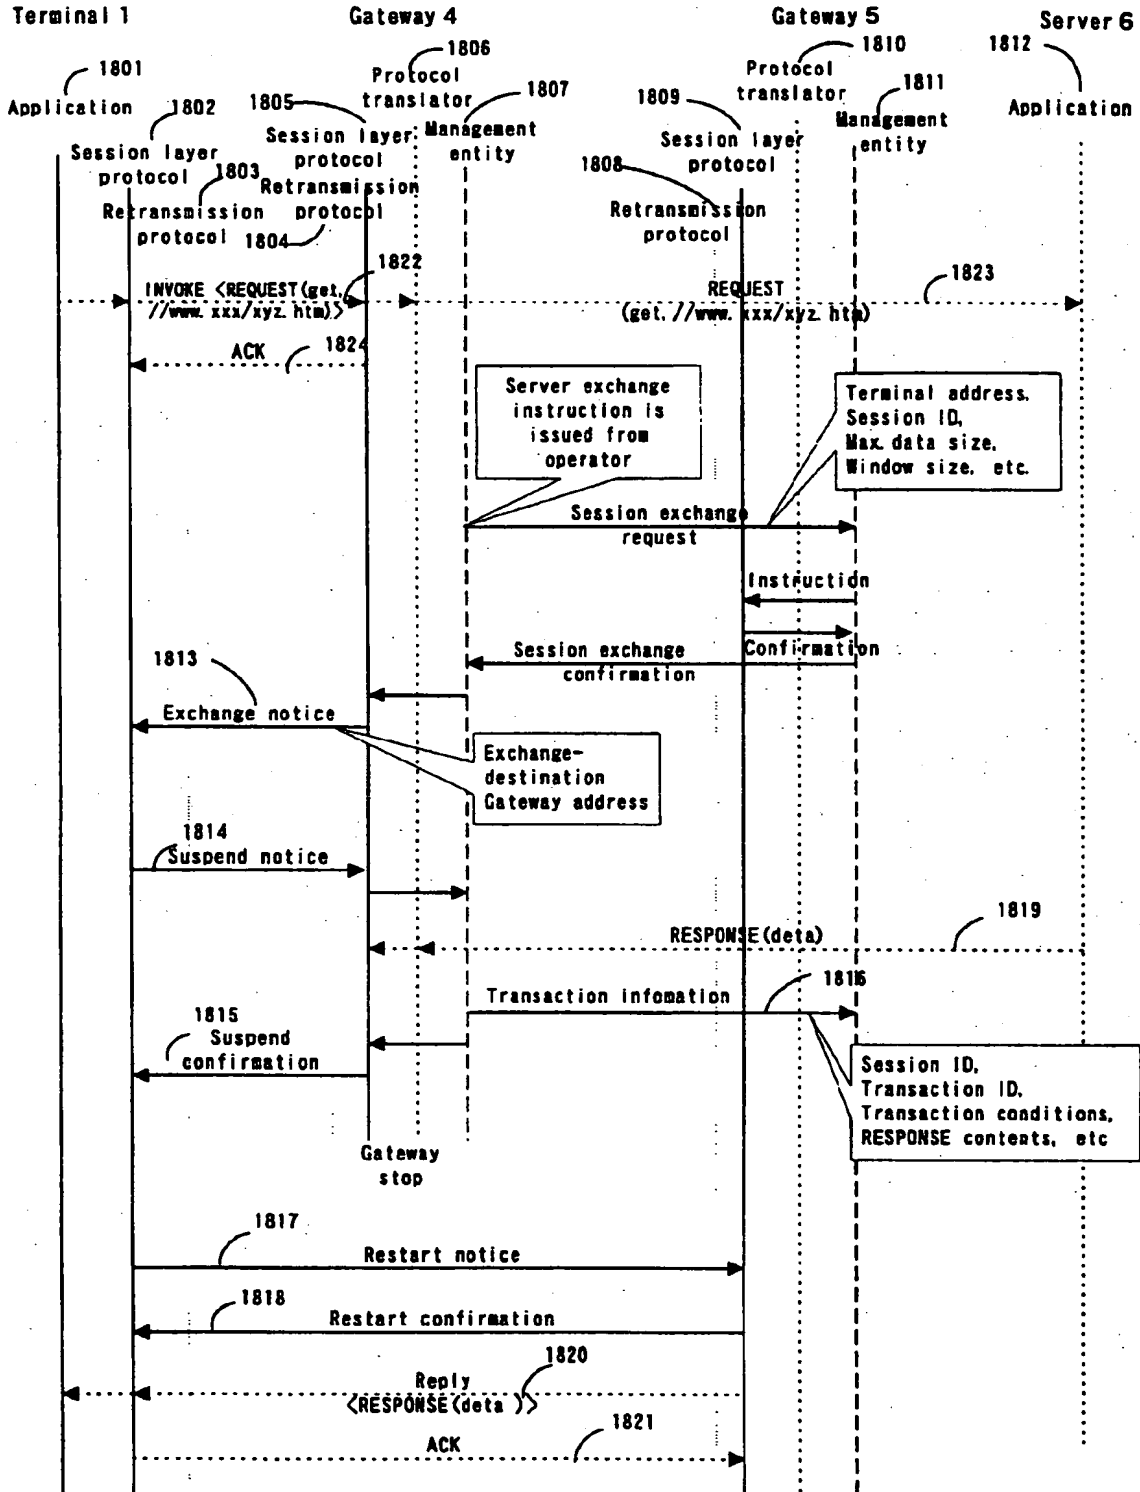 Terminal 1
Gateway 4
Gateway 5
Server 6
1801
Application
1802
Session layer
protocol
1803
Retransmission
protocol
1804
1805
Session layer
protocol
Retransmission
protocol
1806
Protocol
translator
1807
Management
entity
1808
Retransmission
protocol
1809
Session layer
protocol
1810
Protocol
translator
1811
Management
entity
1812
Application
1822
INVOKE <REQUEST(get,
//www.xxx/xyz.htm)>
1823
REQUEST
(get,//www.xxx/xyz.htm)
ACK
1824
Server exchange
instruction is
issued from
operator
Terminal address,
Session ID,
Max.data size,
Window size, etc.
Session exchange
request
Instruction
Confirmation
Session exchange
confirmation
1813
Exchange notice
Exchange-
destination
Gateway address
1814
Suspend notice
1819
RESPONSE(deta)
1816
Transaction infomation
1815
Suspend
confirmation
Session ID,
Transaction ID,
Transaction conditions,
RESPONSE contents, etc
Gateway
stop
1817
Restart notice
1818
Restart confirmation
1820
Reply
<RESPONSE(deta )>
1821
ACK